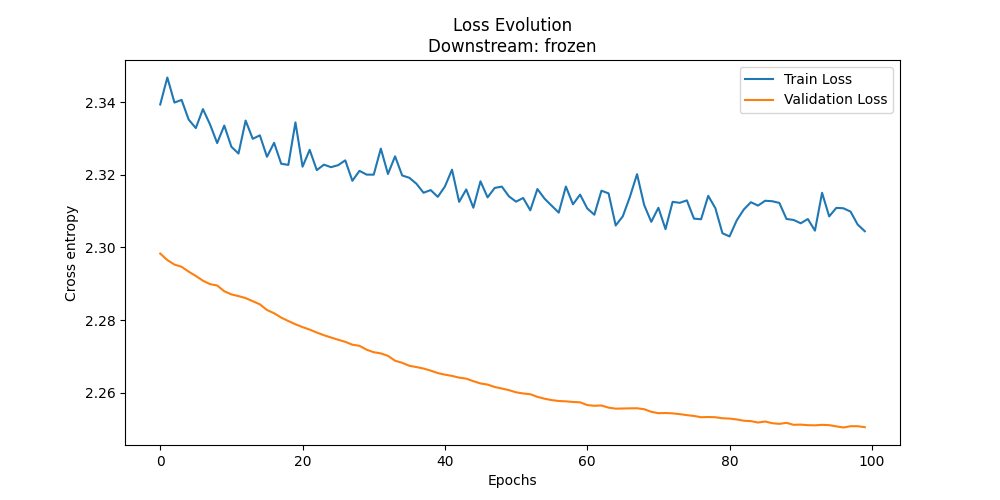 Loss Evolution
Downstream: frozen
Train Loss
Validation Loss
Cross entropy
2.34
2.32
2.30
2.28
2.26
0 20 40 60 80 100
Epochs